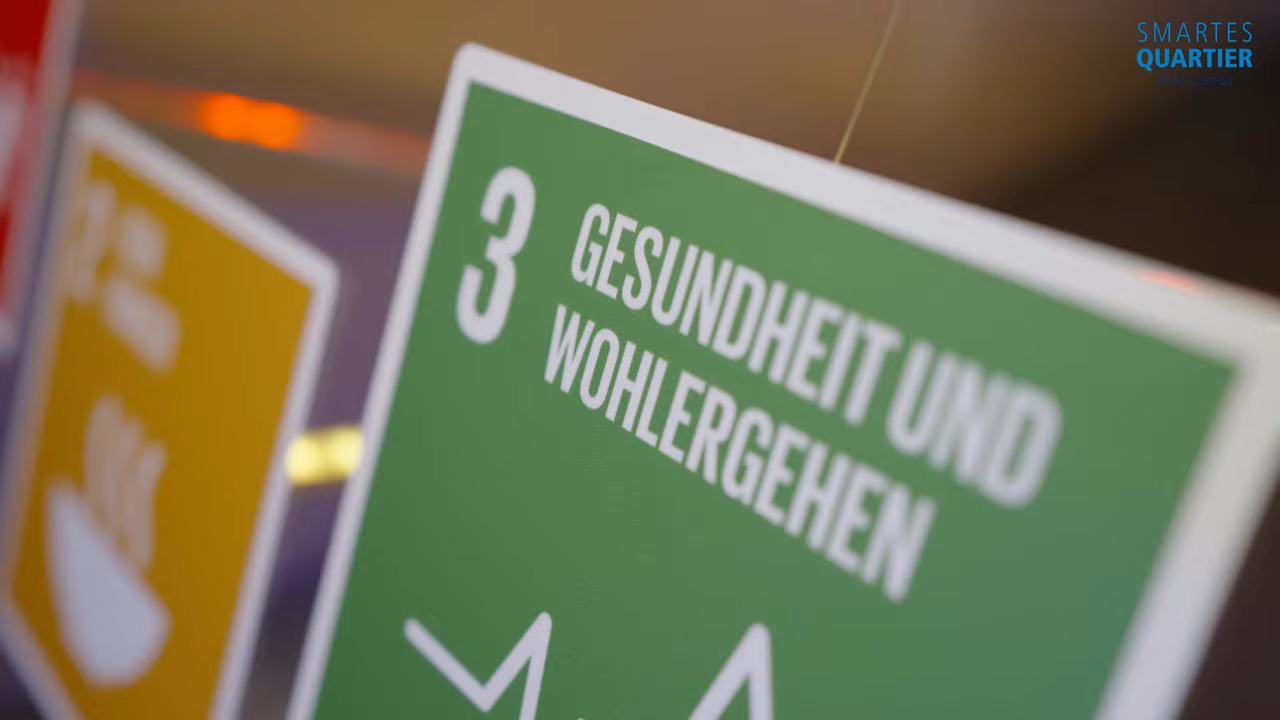 SMARTES
QUARTIER
3
GESUNDHEIT UND
WOHLERGEHEN